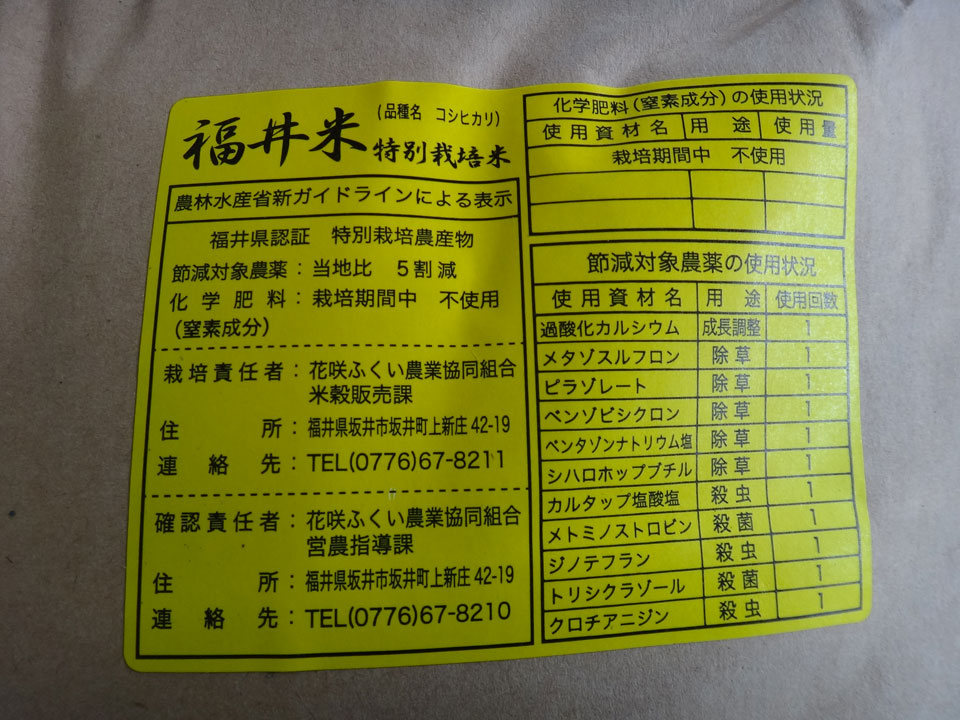 福井米
(品種名 コシヒカリ)
特別栽培米
農林水産省新ガイドラインによる表示
福井県認証 特別栽培農産物
節減対象農薬:当地比 5割減
化学肥料:栽培期間中 不使用
(窒素成分)
栽培責任者:花咲ふくい農業協同組合
米穀販売課
住所:福井県坂井市坂井町上新庄42-19
連絡先:TEL(0776)67-8211
確認責任者:花咲ふくい農業協同組合
営農指導課
住所:福井県坂井市坂井町上新庄42-19
連絡先:TEL(0776)67-8210
化学肥料(窒素成分)の使用状況
使用資材名 用途 使用量
栽培期間中 不使用
節減対象農薬の使用状況
使用資材名 用途 使用回数
過酸化カルシウム 成長調整 1
メタゾスルフロン 除草 1
ピラゾレート 除草 1
ベンゾビシクロン 除草 1
ベンタゾンナトリウム塩 除草 1
シハロホップブチル 除草 1
カルタップ塩酸塩 殺虫 1
メトミノストロビン 殺菌 1
ジノテフラン 殺虫 1
トリシクラゾール 殺菌 1
クロチアニジン 殺虫 1